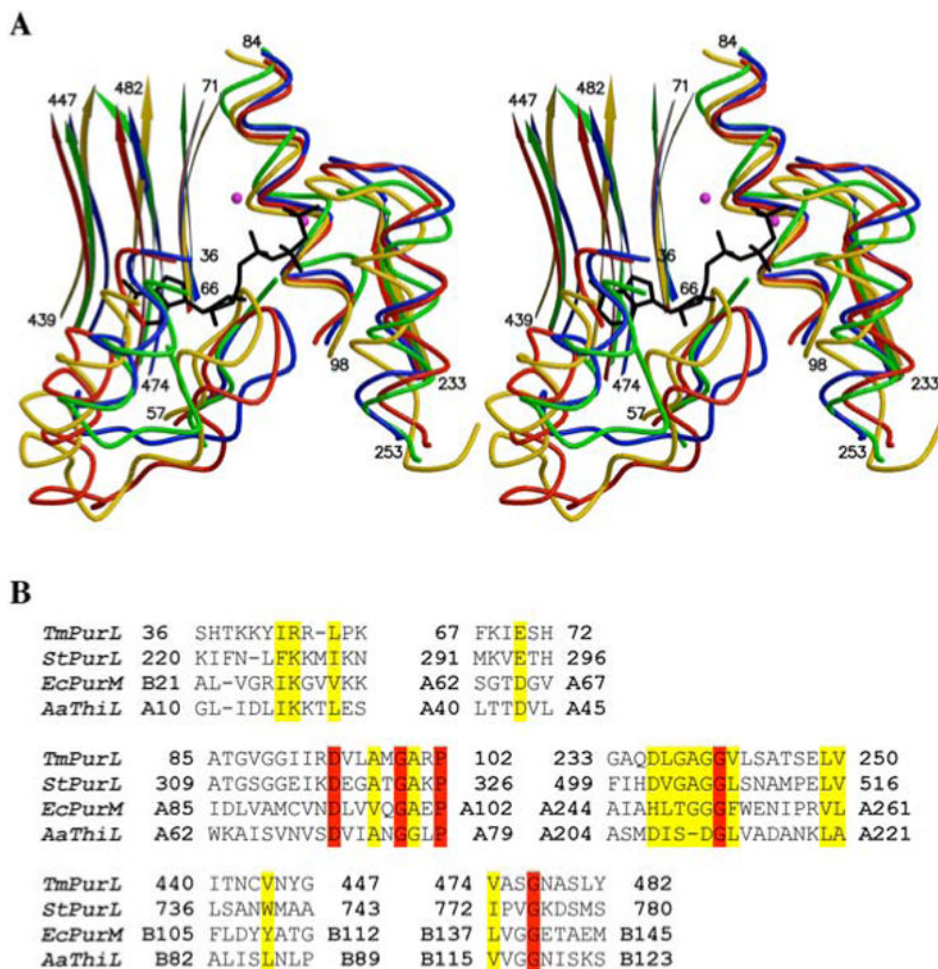 A
84
84
447
482
71
447
482
71
36
36
66
66
439
439
474
474
98
98
57
57
233
233
253
253
B
TmPurL 36 SHTKKYIRR-LPK 67 FKIESH 72
StPurL 220 KIFN-LFKKMIKN 291 MKVETH 296
EcPurM B21 AL-VGRIKGVVKK A62 SGTDGV A67
AaThiL A10 GL-IDLIKKTLES A40 LTTDVL A45
TmPurL 85 ATGVGGIIRDVLAMGARP 102 233 GAQDLGAGGVLSATSELV 250
StPurL 309 ATGSGGEIKDEGATGAKP 326 499 FIHDVGAGGLSNAMPELV 516
EcPurM A85 IDLVAMCVNDLVVQGAEP A102 A244 AIAHLTGGGFWENIPRVL A261
AaThiL A62 WKAISVNVSDVIANGGLP A79 A204 ASMDIS-DGLVADANKLA A221
TmPurL 440 ITNCVNYG 447 474 VASGNASLY 482
StPurL 736 LSANWMAA 743 772 IPVGKDSMS 780
EcPurM B105 FLDYYATG B112 B137 LVGGETAEM B145
AaThiL B82 ALISLNLP B89 B115 VVGGNISKS B123